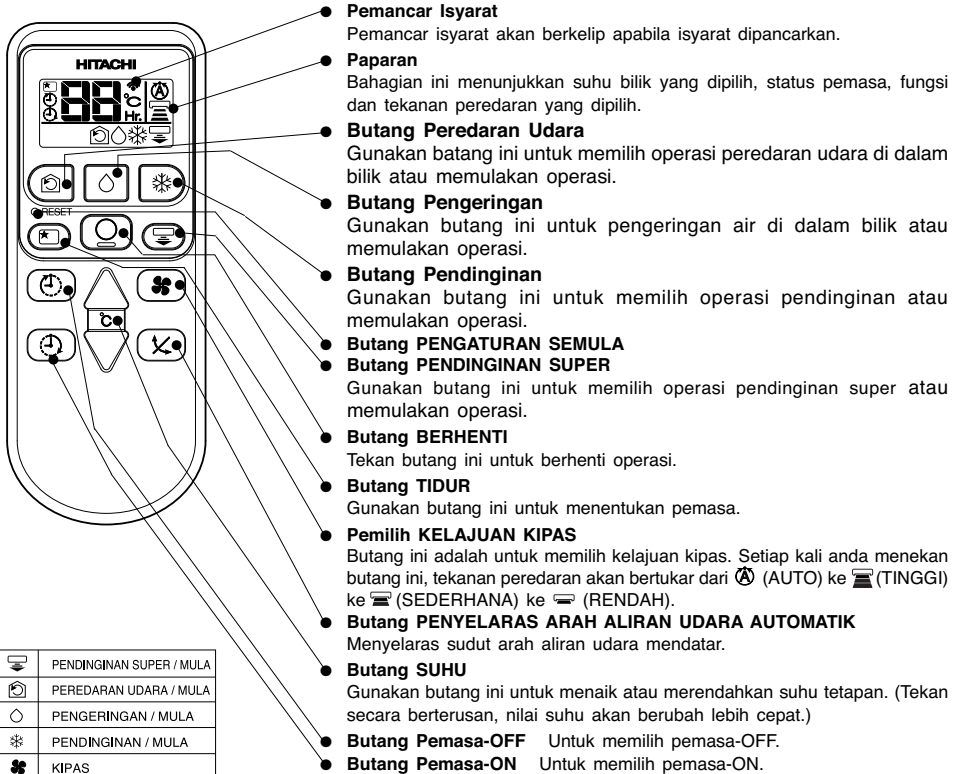 Pemancar Isyarat
Pemancar isyarat akan berkelip apabila isyarat dipancarkan.
Paparan
Bahagian ini menunjukkan suhu bilik yang dipilih, status pemasa, fungsi
dan tekanan peredaran yang dipilih.
Butang Peredaran Udara
Gunakan batang ini untuk memilih operasi peredaran udara di dalam
bilik atau memulakan operasi.
Butang Pengeringan
Gunakan butang ini untuk pengeringan air di dalam bilik atau
memulakan operasi.
Butang Pendinginan
Gunakan butang ini untuk memilih operasi pendinginan atau
memulakan operasi.
Butang PENGATURAN SEMULA
Butang PENDINGINAN SUPER
Gunakan butang ini untuk memilih operasi pendinginan super atau
memulakan operasi.
Butang BERHENTI
Tekan butang ini untuk berhenti operasi.
Butang TIDUR
Gunakan butang ini untuk menentukan pemasa.
Pemilih KELAJUAN KIPAS
Butang ini adalah untuk memilih kelajuan kipas. Setiap kali anda menekan
butang ini, tekanan peredaran akan bertukar dari (AUTO) ke (TINGGI)
ke (SEDERHANA) ke (RENDAH).
Butang PENYELARAS ARAH ALIRAN UDARA AUTOMATIK
Menyelaras sudut arah aliran udara mendatar.
Butang SUHU
Gunakan butang ini untuk menaik atau merendahkan suhu tetapan. (Tekan
secara berterusan, nilai suhu akan berubah lebih cepat.)
Butang Pemasa-OFF Untuk memilih pemasa-OFF.
Butang Pemasa-ON Untuk memilih pemasa-ON.
HITACHI
88 °C
Hr.
RESET
°C
PENDINGINAN SUPER / MULA
PEREDARAN UDARA / MULA
PENGERINGAN / MULA
PENDINGINAN / MULA
KIPAS